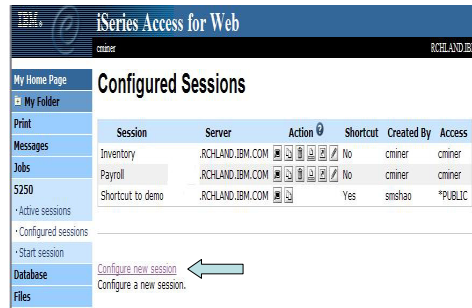 IBM.
iSeries Access for Web
cminer RCHLAND.IB
My Home Page
My Folder
Print
Messages
Jobs
5250
• Active sessions
• Configured sessions
• Start session
Database
Files
Configured Sessions
Session Server Action ? Shortcut Created By Access
Inventory .RCHLAND.IBM.COM No cminer cminer
Payroll .RCHLAND.IBM.COM No cminer cminer
Shortcut to demo .RCHLAND.IBM.COM Yes smshao *PUBLIC
Configure new session
Configure a new session.